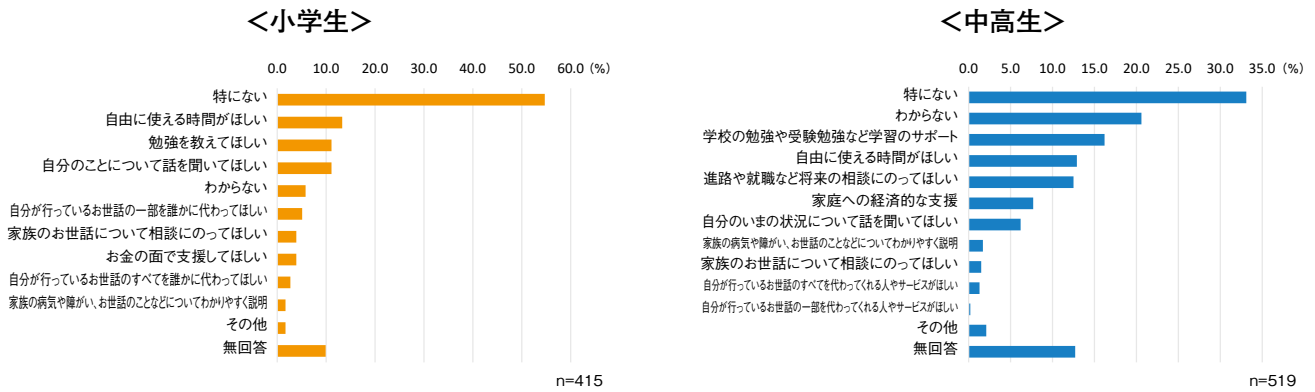 <小学生>
0.0 10.0 20.0 30.0 40.0 50.0 60.0 (%)
特にない
自由に使える時間がほしい
勉強を教えてほしい
自分のことについて話を聞いてほしい
わからない
自分が行っているお世話の一部を誰かに代わってほしい
家族のお世話について相談にのってほしい
お金の面で支援してほしい
自分が行っているお世話のすべてを誰かに代わってほしい
家族の病気や障がい、お世話のことなどについてわかりやすく説明
その他
無回答
n=415
<中高生>
0.0 5.0 10.0 15.0 20.0 25.0 30.0 35.0 (%)
特にない
わからない
学校の勉強や受験勉強など学習のサポート
自由に使える時間がほしい
進路や就職など将来の相談にのってほしい
家庭への経済的な支援
自分のいまの状況について話を聞いてほしい
家族の病気や障がい、お世話のことなどについてわかりやすく説明
家族のお世話について相談にのってほしい
自分が行っているお世話のすべてを代わってくれる人やサービスがほしい
自分が行っているお世話の一部を代わってくれる人やサービスがほしい
その他
無回答
n=519